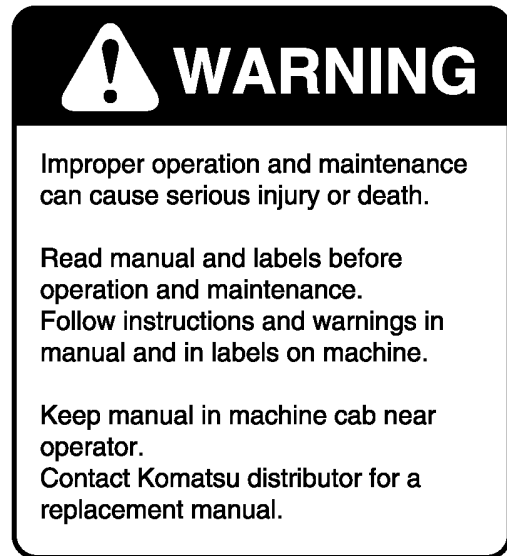 WARNING
Improper operation and maintenance
can cause serious injury or death.
Read manual and labels before
operation and maintenance.
Follow instructions and warnings in
manual and in labels on machine.
Keep manual in machine cab near
operator.
Contact Komatsu distributor for a
replacement manual.